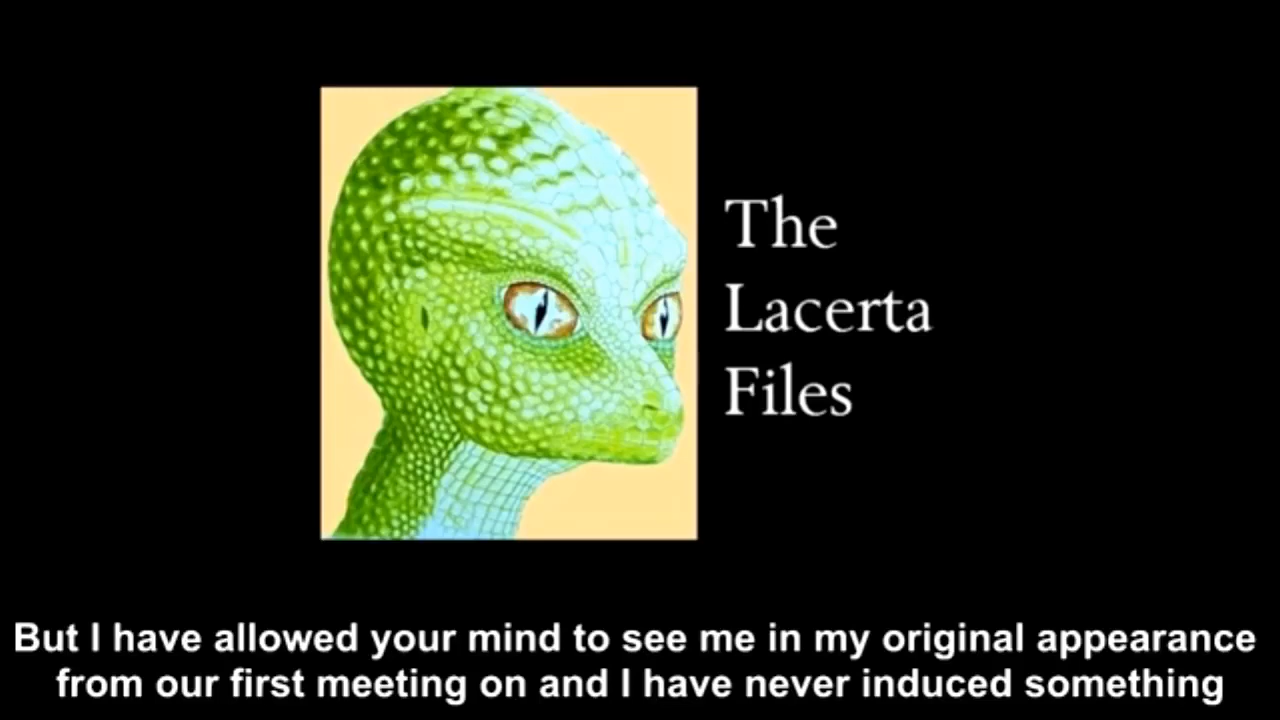 The
Lacerta
Files
But I have allowed your mind to see me in my original appearance
from our first meeting on and I have never induced something